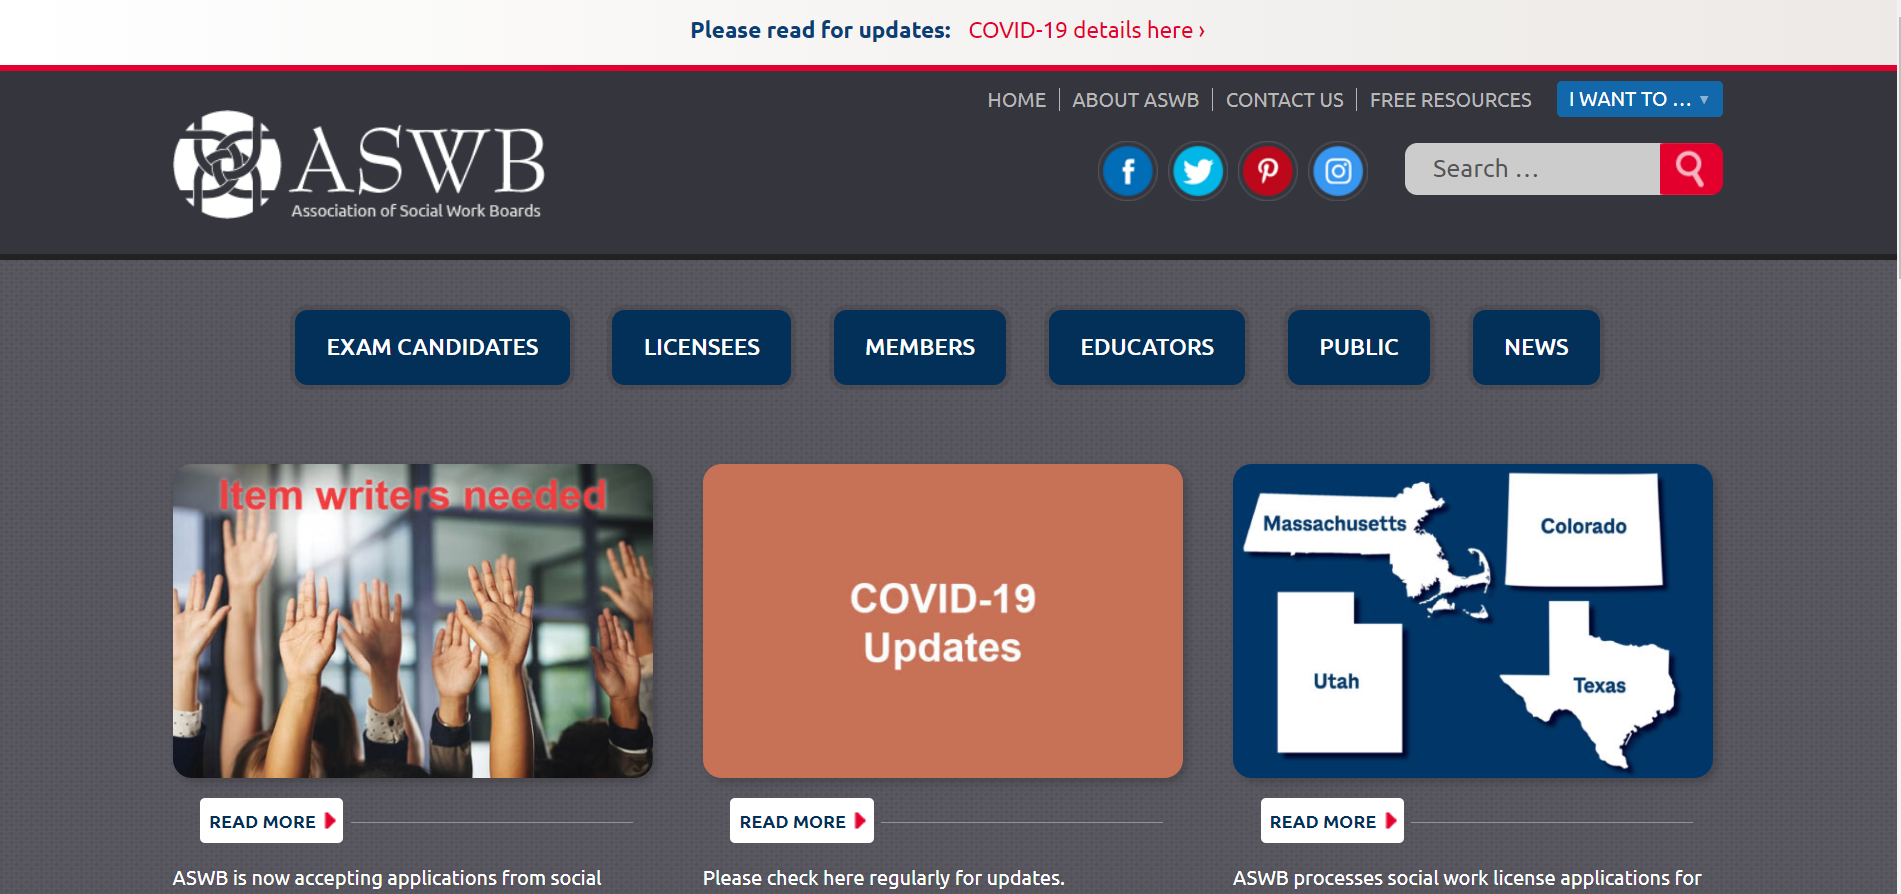 Please read for updates: COVID-19 details here ›
HOME
ABOUT ASWB
CONTACT US
FREE RESOURCES
I WANT TO ... ▼
ASWB
Association of Social Work Boards
Search ...
EXAM CANDIDATES
LICENSEES
MEMBERS
EDUCATORS
PUBLIC
NEWS
Item writers needed
READ MORE
ASWB is now accepting applications from social
COVID-19
Updates
READ MORE
Please check here regularly for updates.
Massachusetts
Colorado
Utah
Texas
READ MORE
ASWB processes social work license applications for